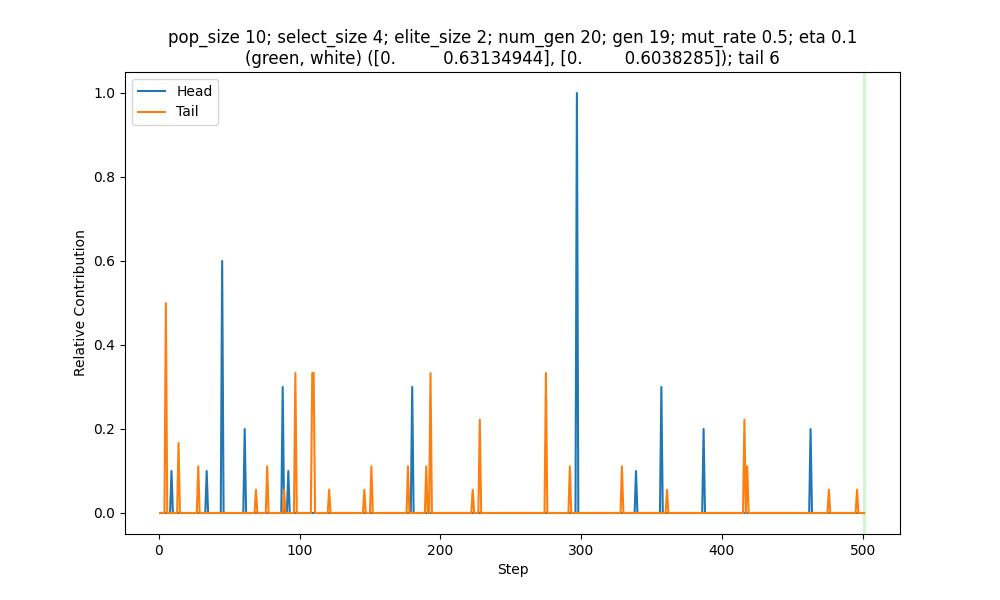 pop_size 10; select_size 4; elite_size 2; num_gen 20; gen 19; mut_rate 0.5; eta 0.1
(green, white) ([0.         0.63134944], [0.        0.6038285]); tail 6
Head
Tail
1.0
0.8
0.6
0.4
0.2
0.0
Relative Contribution
0 100 200 300 400 500
Step